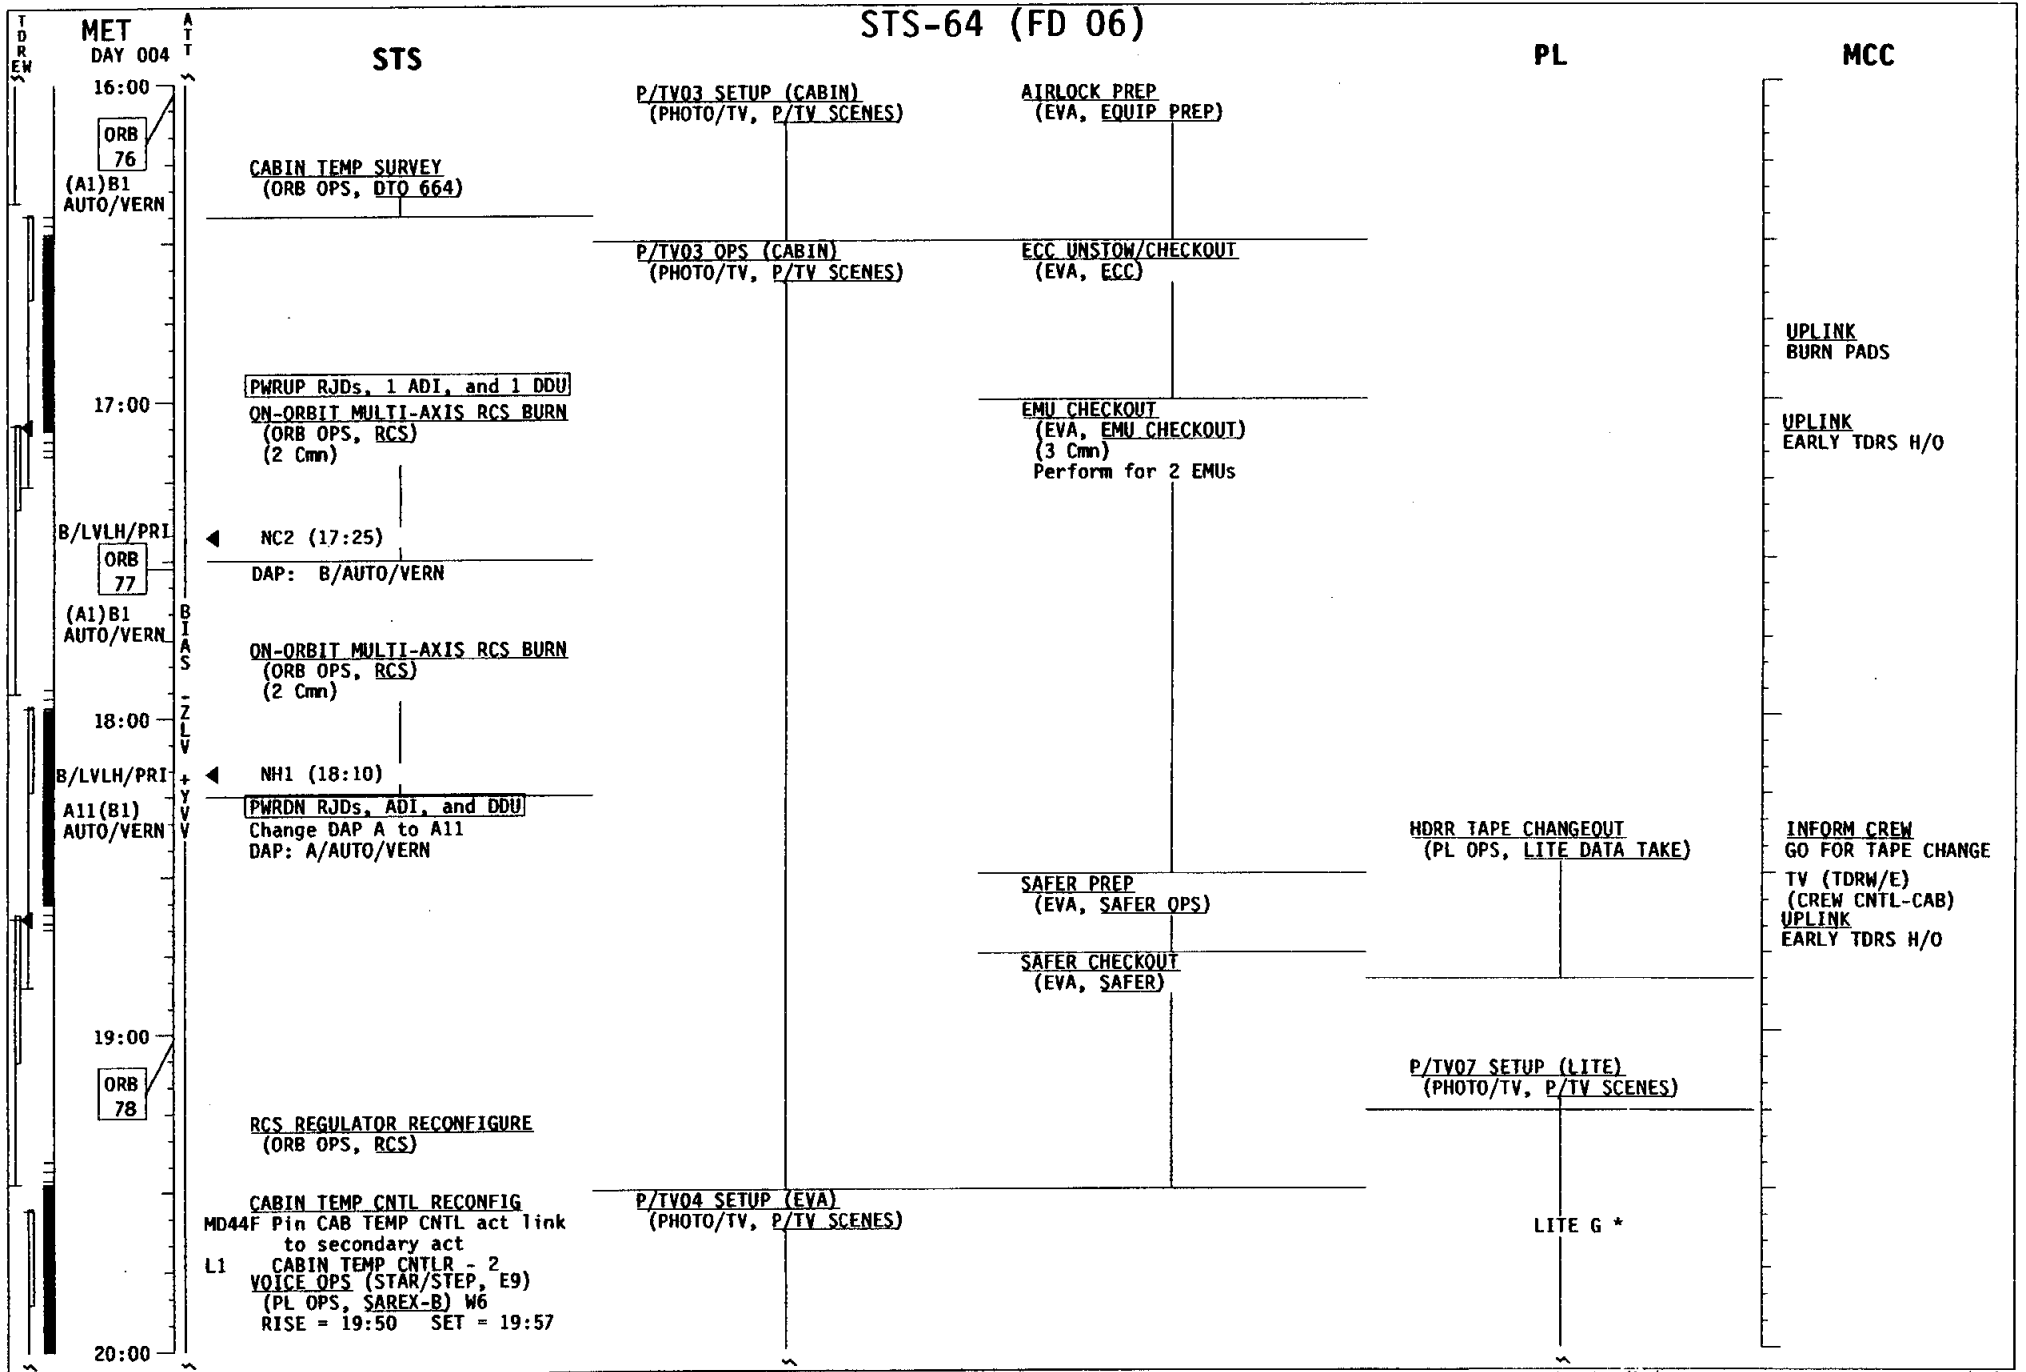 STS-64 (FD 06)
TDREW
MET
DAY 004
ATT
STS
PL
MCC
16:00
ORB
76
(A1)B1
AUTO/VERN
17:00
B/LVLH/PRI
ORB
77
(A1)B1
AUTO/VERN
18:00
B/LVLH/PRI
A11(B1)
AUTO/VERN
19:00
ORB
78
20:00
BIAS -ZLV +YVV
CABIN TEMP SURVEY
(ORB OPS, DTO 664)
PWRUP RJDs, 1 ADI, and 1 DDU
ON-ORBIT MULTI-AXIS RCS BURN
(ORB OPS, RCS)
(2 Cmn)
NC2 (17:25)
DAP: B/AUTO/VERN
ON-ORBIT MULTI-AXIS RCS BURN
(ORB OPS, RCS)
(2 Cmn)
NH1 (18:10)
PWRDN RJDs, ADI, and DDU
Change DAP A to A11
DAP: A/AUTO/VERN
RCS REGULATOR RECONFIGURE
(ORB OPS, RCS)
CABIN TEMP CNTL RECONFIG
MD44F Pin CAB TEMP CNTL act link
to secondary act
L1 CABIN TEMP CNTLR - 2
VOICE OPS (STAR/STEP, E9)
(PL OPS, SAREX-B) W6
RISE = 19:50 SET = 19:57
P/TV03 SETUP (CABIN)
(PHOTO/TV, P/TV SCENES)
P/TV03 OPS (CABIN)
(PHOTO/TV, P/TV SCENES)
P/TV04 SETUP (EVA)
(PHOTO/TV, P/TV SCENES)
AIRLOCK PREP
(EVA, EQUIP PREP)
ECC UNSTOW/CHECKOUT
(EVA, ECC)
EMU CHECKOUT
(EVA, EMU CHECKOUT)
(3 Cmn)
Perform for 2 EMUs
SAFER PREP
(EVA, SAFER OPS)
SAFER CHECKOUT
(EVA, SAFER)
HDRR TAPE CHANGEOUT
(PL OPS, LITE DATA TAKE)
P/TV07 SETUP (LITE)
(PHOTO/TV, P/TV SCENES)
LITE G *
UPLINK
BURN PADS
UPLINK
EARLY TDRS H/O
INFORM CREW
GO FOR TAPE CHANGE
TV (TDRW/E)
(CREW CNTL-CAB)
UPLINK
EARLY TDRS H/O